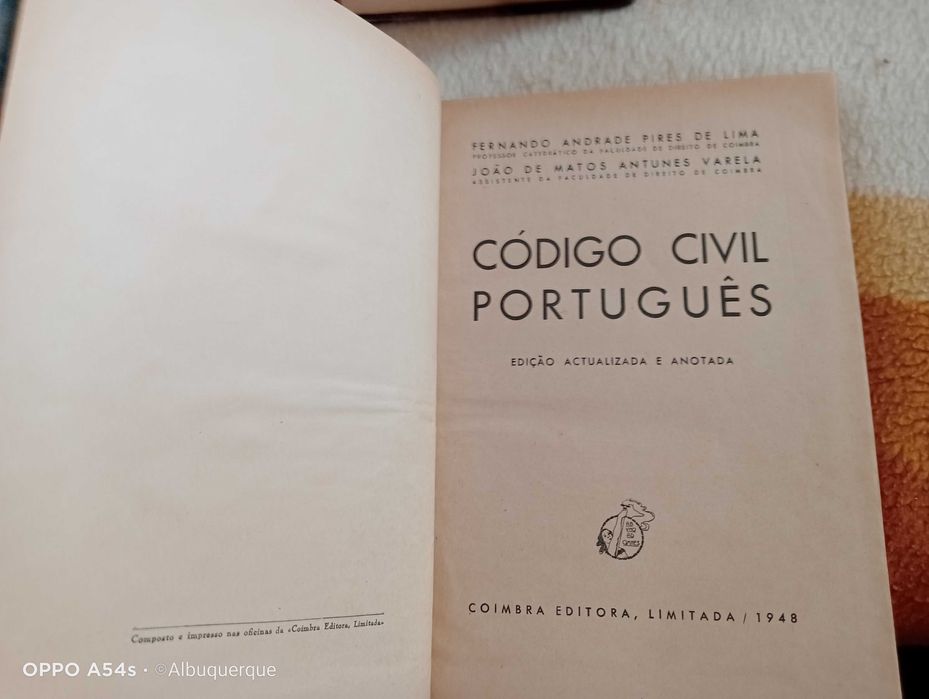 Composto e impresso nas oficinas da «Coimbra Editora, Limitada»
FERNANDO ANDRADE PIRES DE LIMA
PROFESSOR CATEDRÁTICO DA FACULDADE DE DIREITO DE COIMBRA
JOÃO DE MATOS ANTUNES VARELA
ASSISTENTE DA FACULDADE DE DIREITO DE COIMBRA
CÓDIGO CIVIL
PORTUGUÊS
EDIÇÃO ACTUALIZADA E ANOTADA
COIMBRA EDITORA, LIMITADA / 1948
OPPO A54s · ©Albuquerque